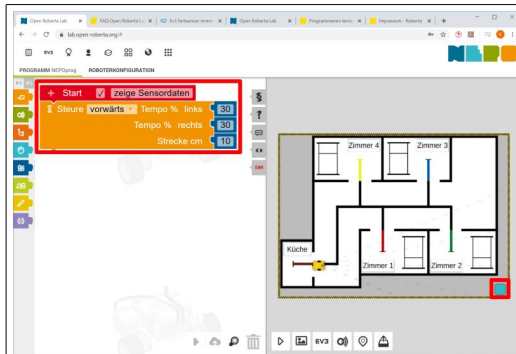 Open Roberta Lab
FAQ Open Roberta L
Open Roberta Lab
Programmieren lerne
Impressum - Roberta
lab.open-roberta.org/#
EV3
PROGRAMM NEPOprog
ROBOTERKONFIGURATION
+ Start zeige Sensordaten
Steure vorwärts Tempo % links 30
Tempo % rechts 30
Strecke cm 10
§
?
SIM
Zimmer 4
Zimmer 3
Küche
Zimmer 1
Zimmer 2
EV3